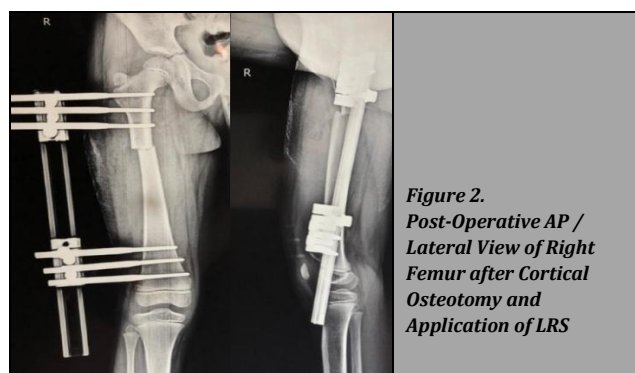 R
R
Figure 2.
Post-Operative AP /
Lateral View of Right
Femur after Cortical
Osteotomy and
Application of LRS